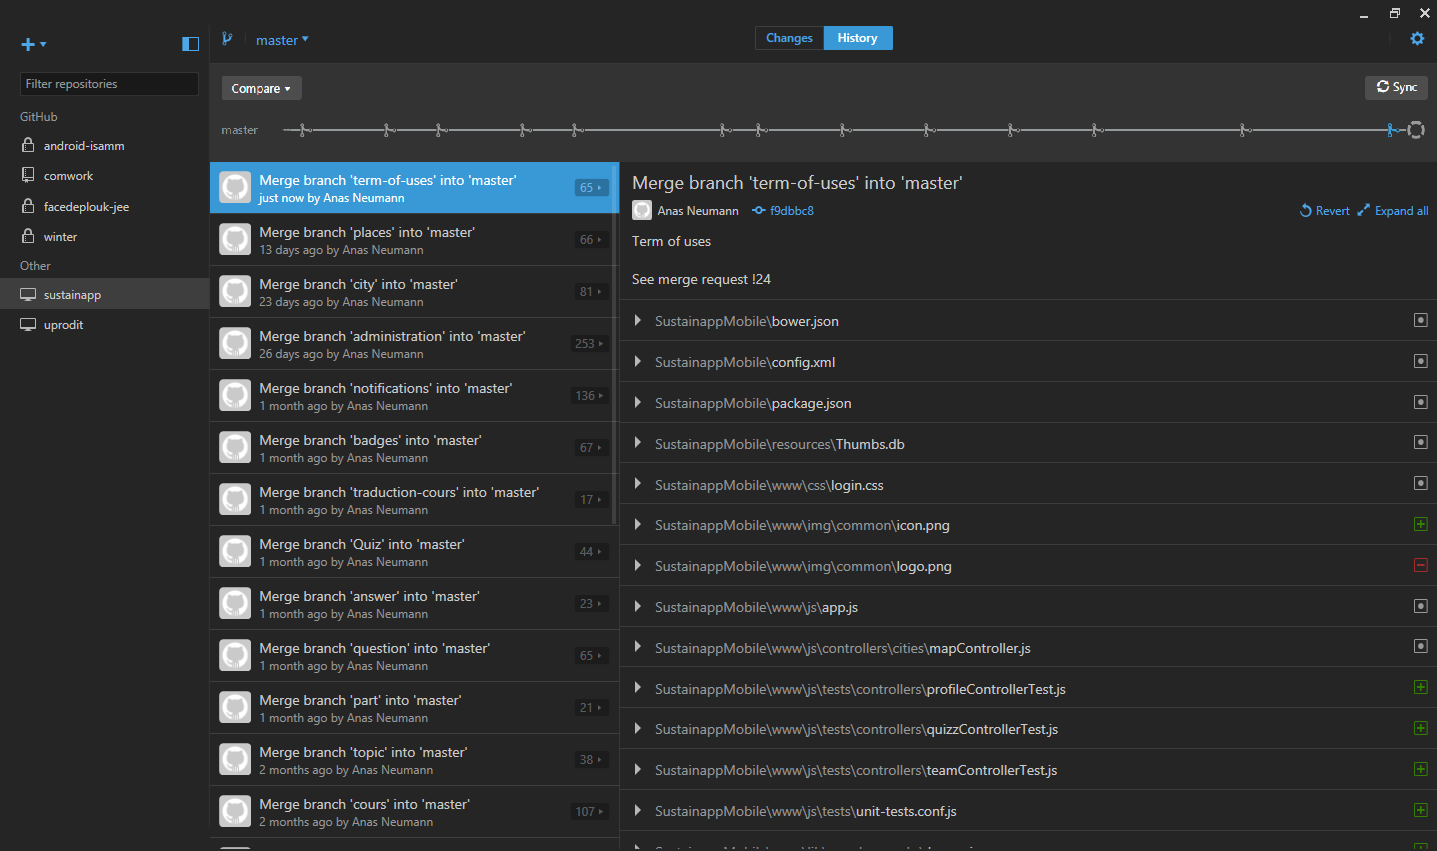 master
Changes
History
Filter repositories
GitHub
android-isamm
comwork
facedeplouk-jee
winter
Other
sustainapp
uprodit
Compare
Sync
master
Merge branch 'term-of-uses' into 'master'
just now by Anas Neumann
65
Merge branch 'places' into 'master'
13 days ago by Anas Neumann
66
Merge branch 'city' into 'master'
23 days ago by Anas Neumann
81
Merge branch 'administration' into 'master'
26 days ago by Anas Neumann
253
Merge branch 'notifications' into 'master'
1 month ago by Anas Neumann
136
Merge branch 'badges' into 'master'
1 month ago by Anas Neumann
67
Merge branch 'traduction-cours' into 'master'
1 month ago by Anas Neumann
17
Merge branch 'Quiz' into 'master'
1 month ago by Anas Neumann
44
Merge branch 'answer' into 'master'
1 month ago by Anas Neumann
23
Merge branch 'question' into 'master'
1 month ago by Anas Neumann
65
Merge branch 'part' into 'master'
1 month ago by Anas Neumann
21
Merge branch 'topic' into 'master'
2 months ago by Anas Neumann
38
Merge branch 'cours' into 'master'
2 months ago by Anas Neumann
107
Merge branch 'term-of-uses' into 'master'
Anas Neumann f9dbbc8 Revert Expand all
Term of uses
See merge request !24
SustainappMobile\bower.json
SustainappMobile\config.xml
SustainappMobile\package.json
SustainappMobile\resources\Thumbs.db
SustainappMobile\www\css\login.css
SustainappMobile\www\img\common\icon.png
SustainappMobile\www\img\common\logo.png
SustainappMobile\www\js\app.js
SustainappMobile\www\js\controllers\cities\mapController.js
SustainappMobile\www\js\tests\controllers\profileControllerTest.js
SustainappMobile\www\js\tests\controllers\quizzControllerTest.js
SustainappMobile\www\js\tests\controllers\teamControllerTest.js
SustainappMobile\www\js\tests\unit-tests.conf.js